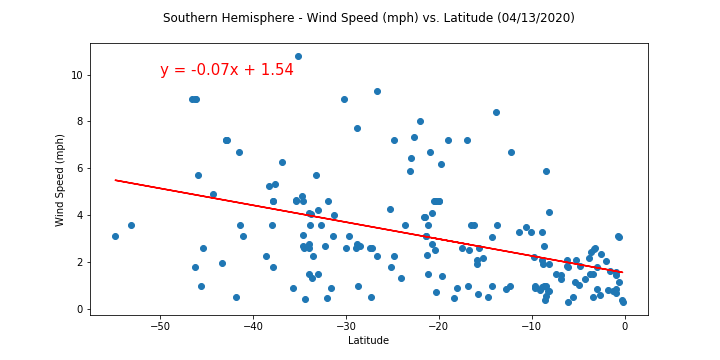 Southern Hemisphere - Wind Speed (mph) vs. Latitude (04/13/2020)
y = -0.07x + 1.54
Wind Speed (mph)
10
8
6
4
2
0
−50 −40 −30 −20 −10 0
Latitude